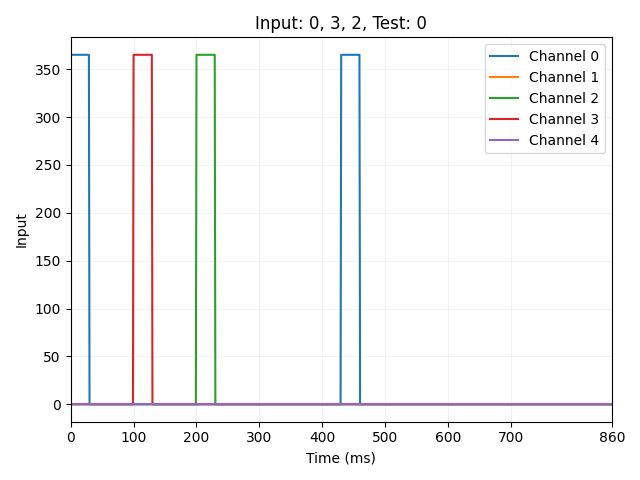 Input: 0, 3, 2, Test: 0
Input
350
300
250
200
150
100
50
0
Channel 0
Channel 1
Channel 2
Channel 3
Channel 4
0 100 200 300 400 500 600 700 860
Time (ms)